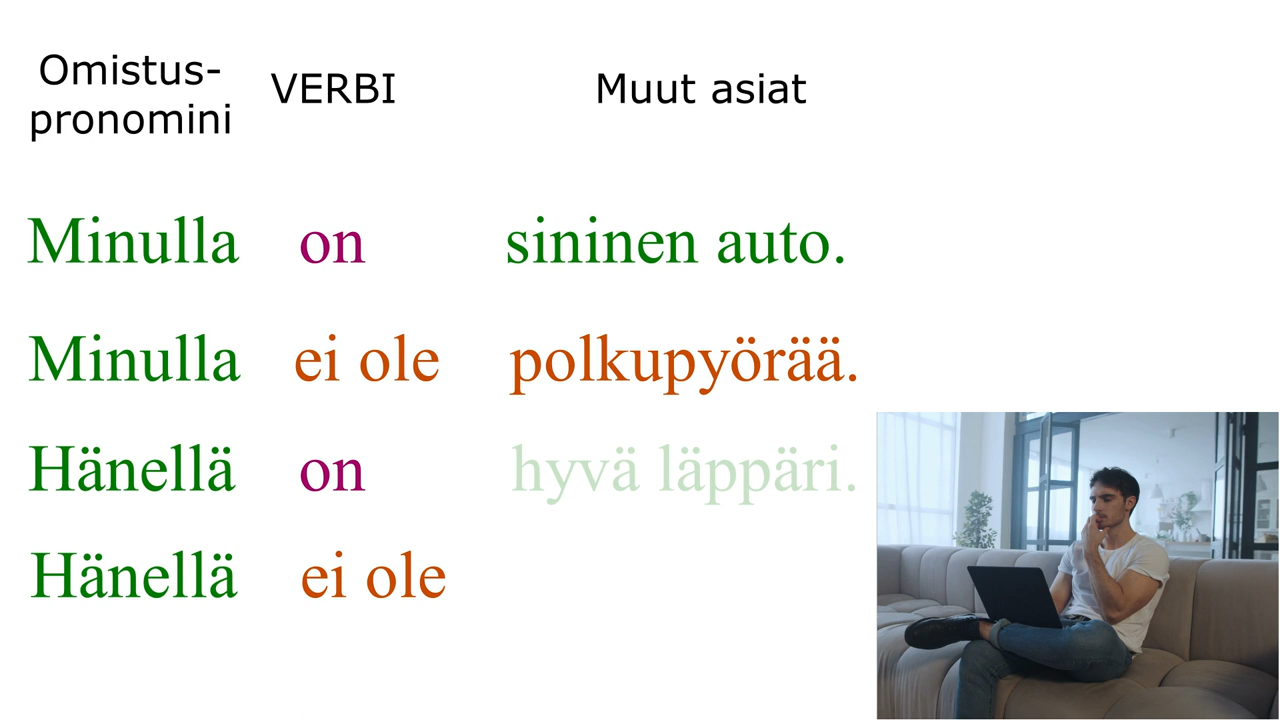 Omistus-
pronomini
VERBI
Muut asiat
Minulla on sininen auto.
Minulla ei ole polkupyörää.
Hänellä on hyvä läppäri.
Hänellä ei ole